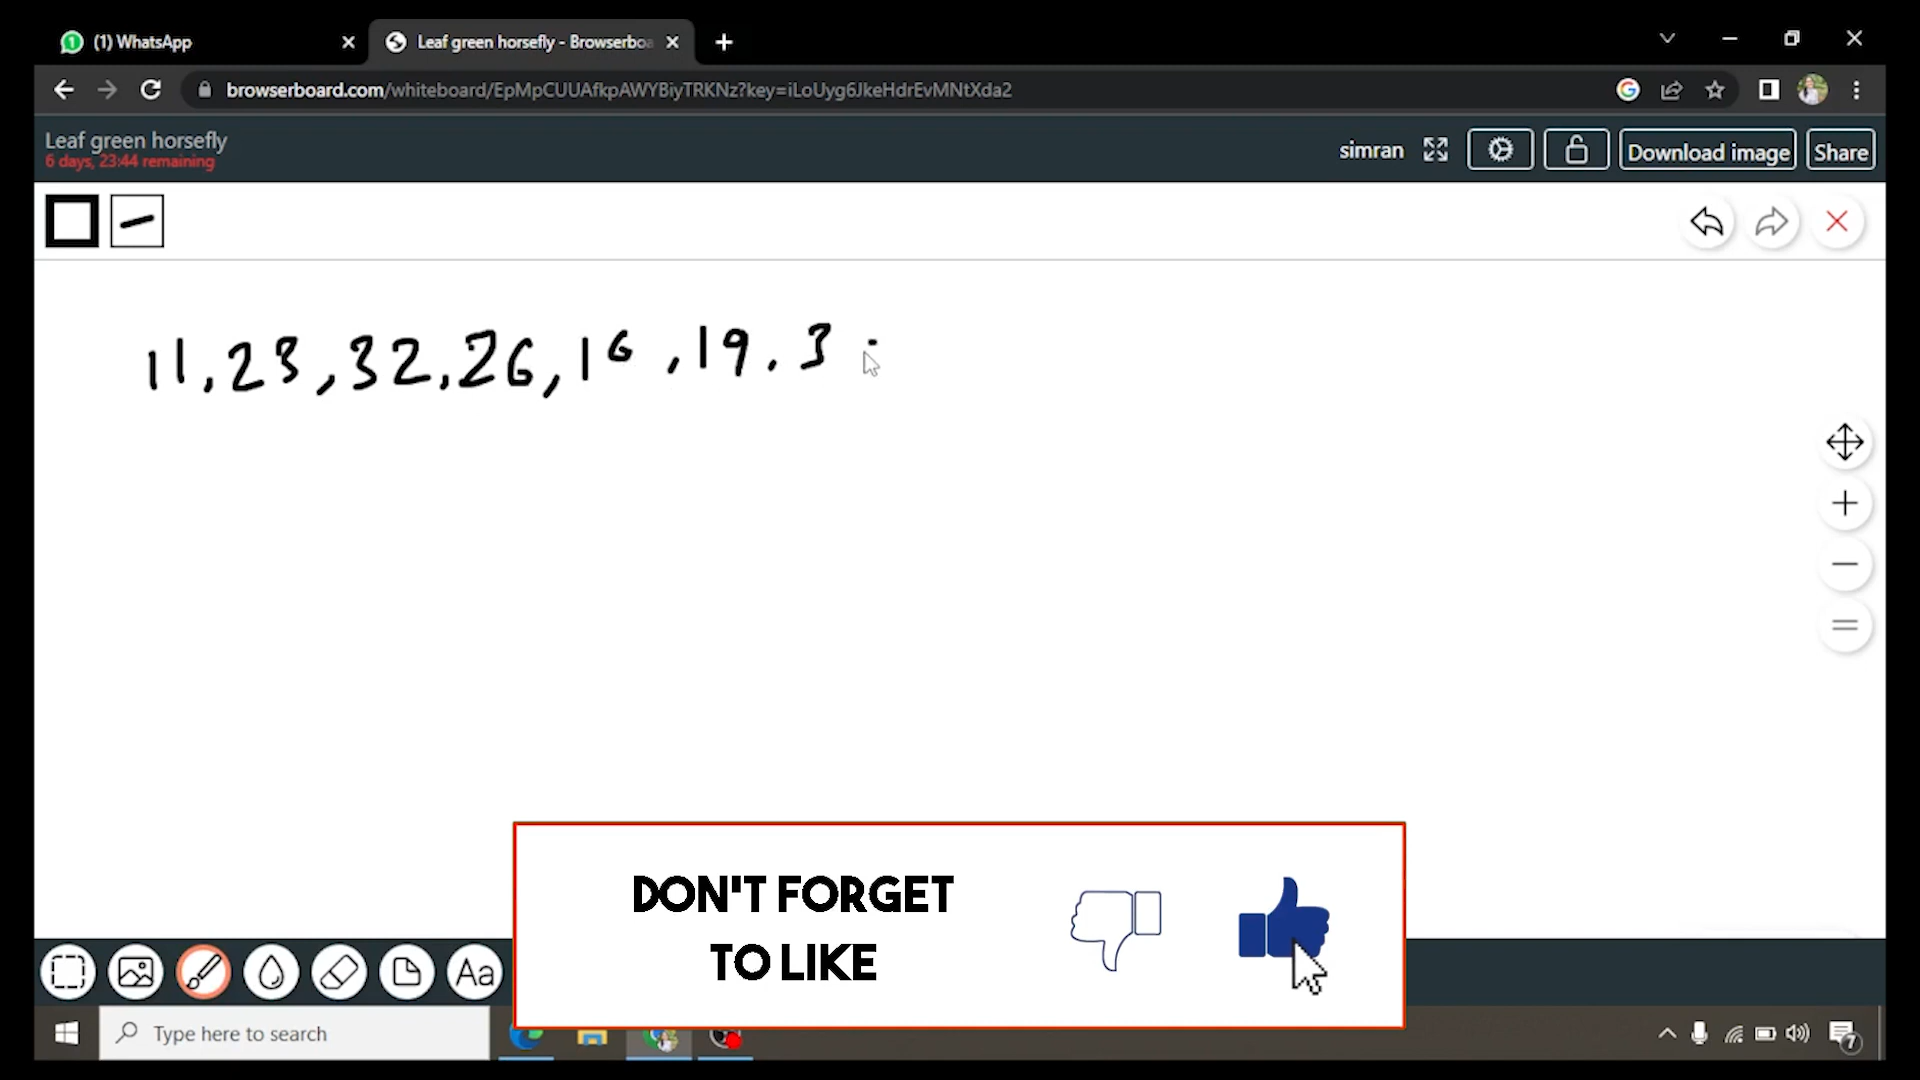 (1) WhatsApp
Leaf green horsefly - Browserboa
browserboard.com/whiteboard/EpMpCUUAfkpAWYBiyTRKNz?key=iLoUyg6JkeHdrEvMNtXda2
Leaf green horsefly
6 days, 23:44 remaining
simran
Download image
Share
11,23,32,26,16,19,3
DON'T FORGET
TO LIKE
Aa
Type here to search
7